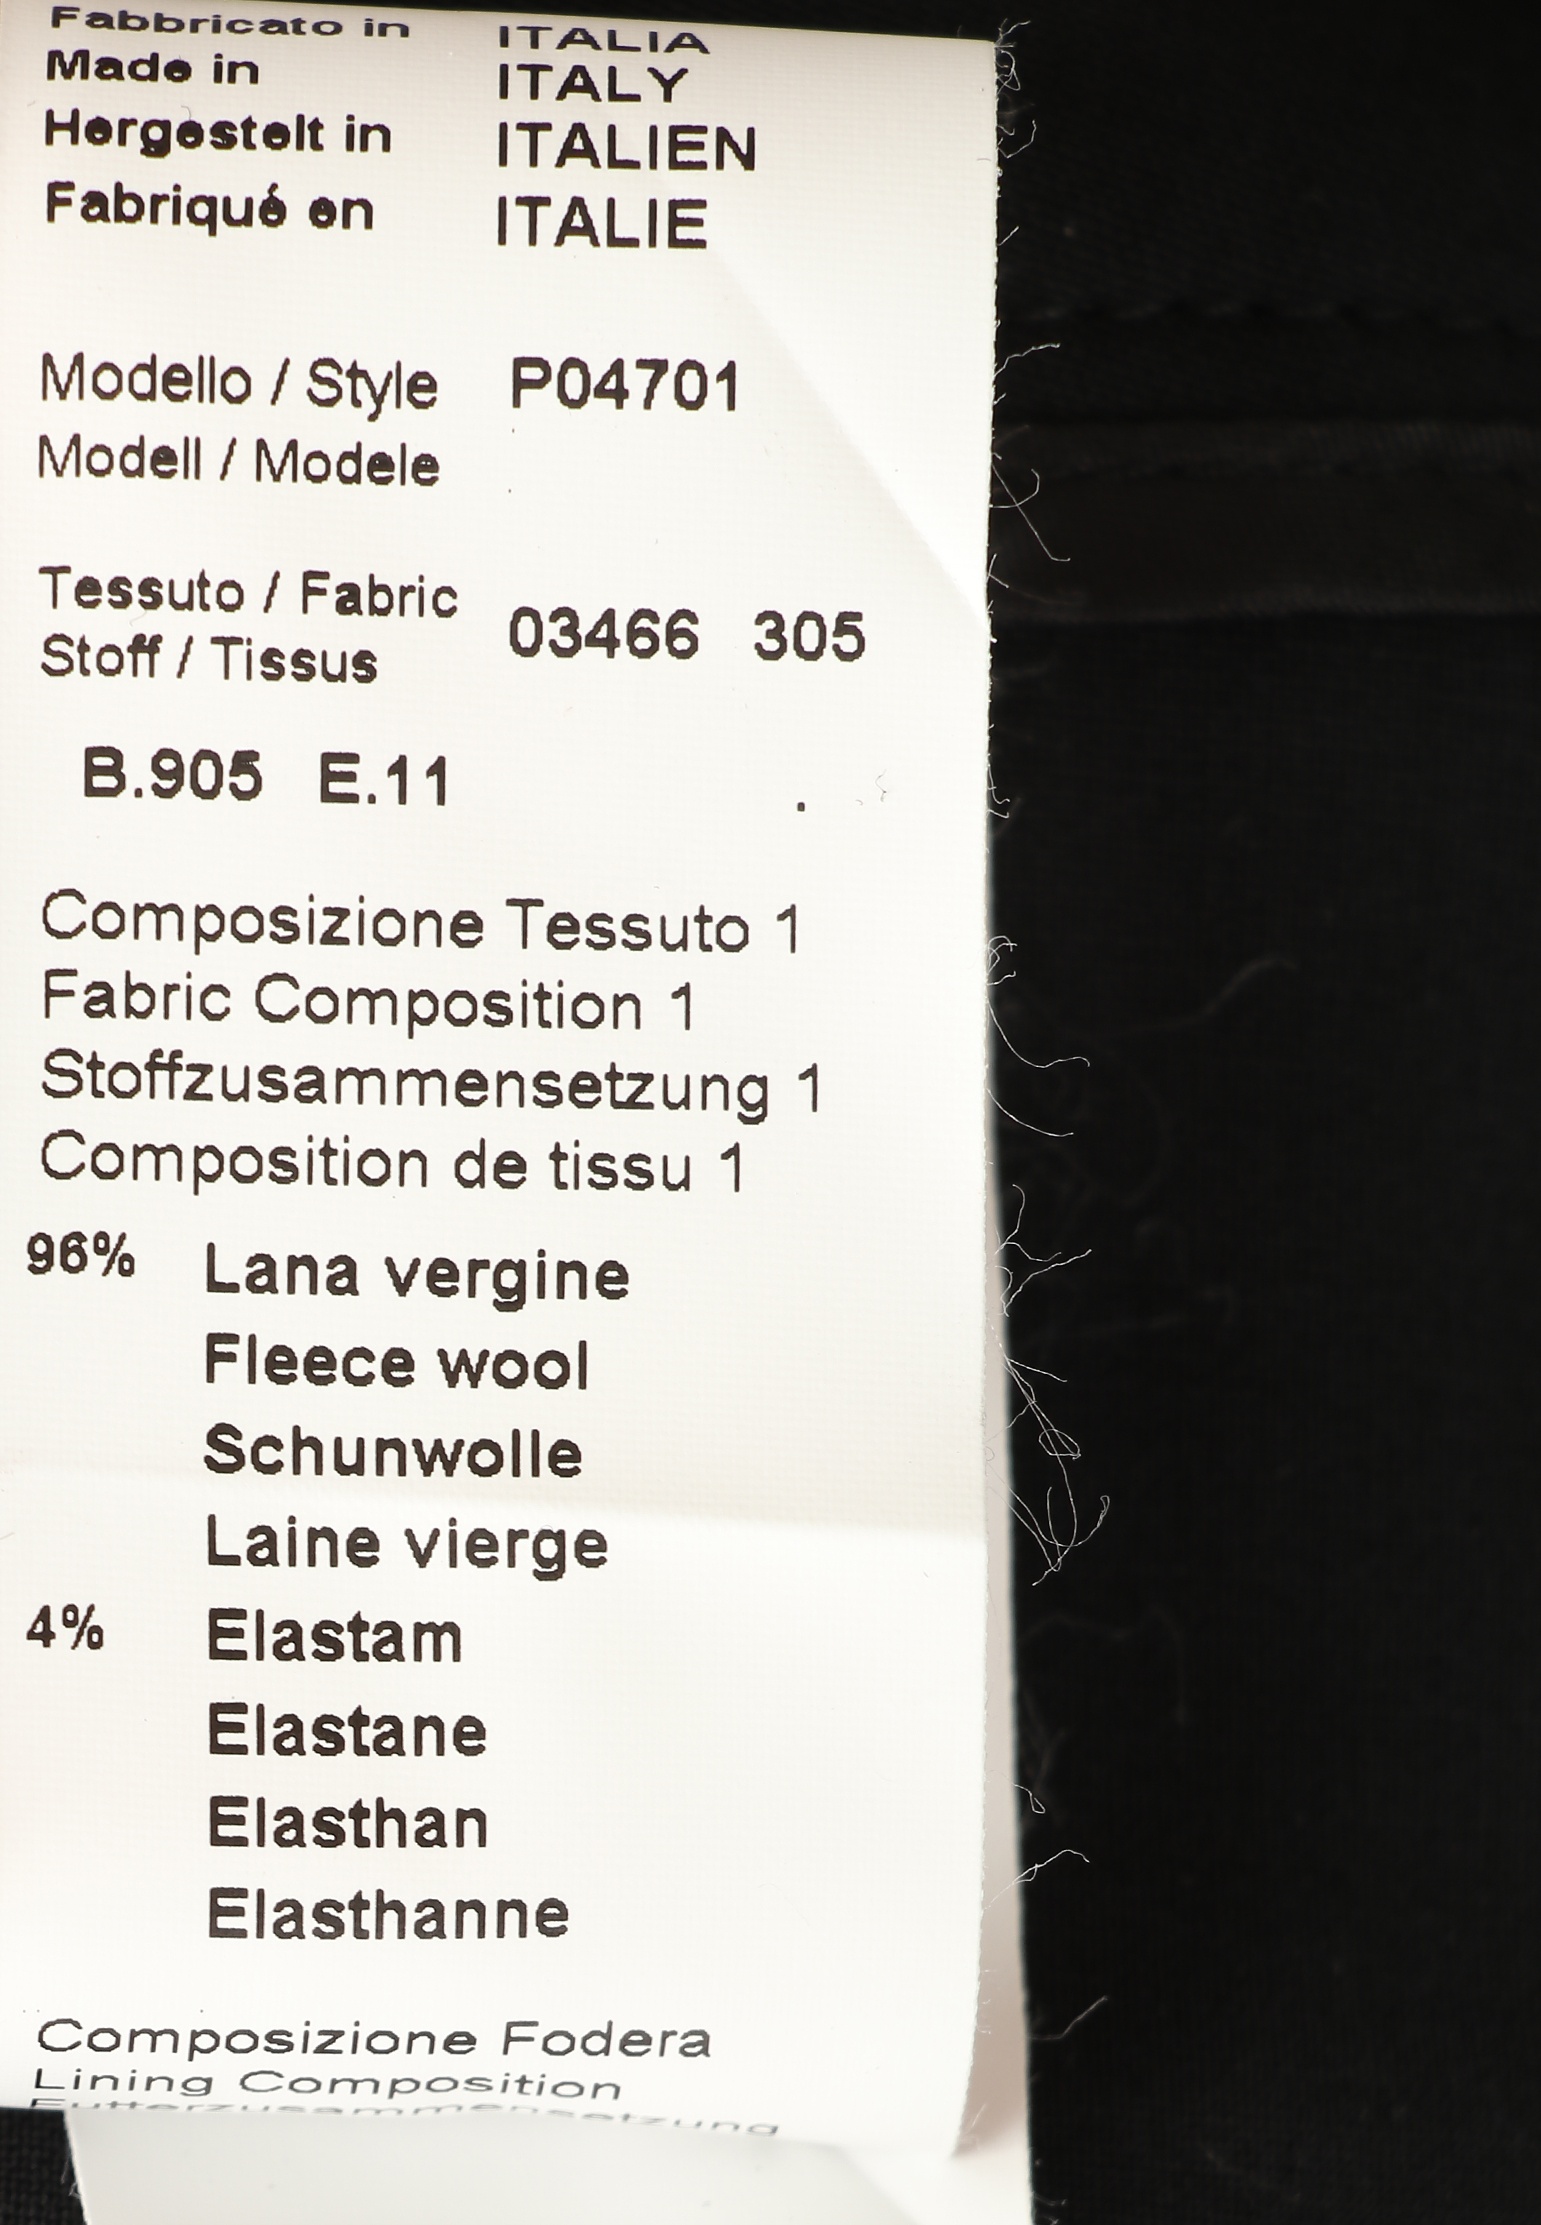 Fabbricato in ITALIA
Made in ITALY
Hergestelt in ITALIEN
Fabriqué en ITALIE
Modello / Style P04701
Modell / Modele
Tessuto / Fabric 03466 305
Stoff / Tissus
B.905 E.11 .
Composizione Tessuto 1
Fabric Composition 1
Stoffzusammensetzung 1
Composition de tissu 1
96% Lana vergine
Fleece wool
Schunwolle
Laine vierge
4% Elastam
Elastane
Elasthan
Elasthanne
Composizione Fodera
Lining Composition
Futterzusammensetzung